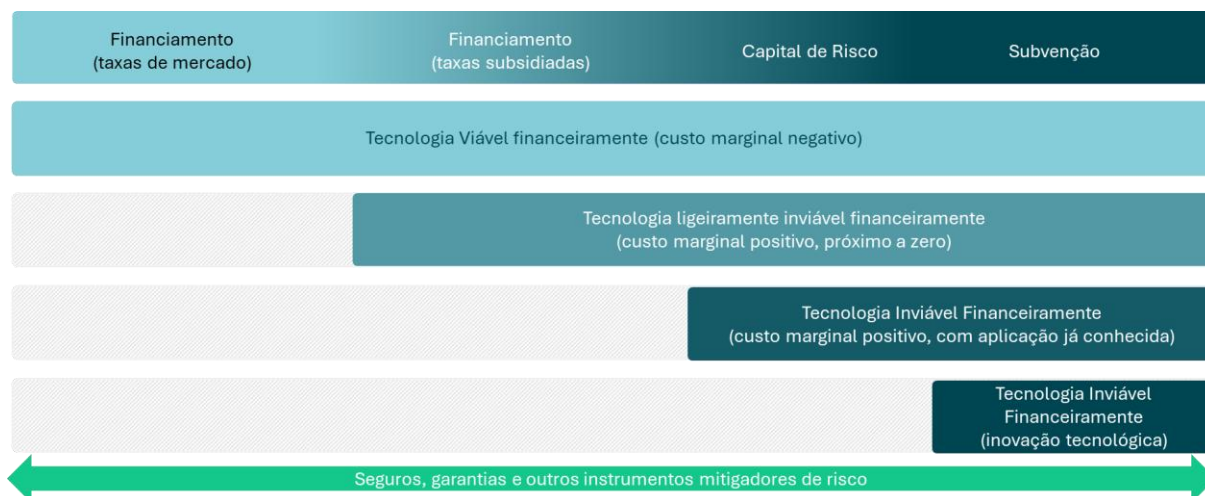 Financiamento
(taxas de mercado)
Financiamento
(taxas subsidiadas)
Capital de Risco
Subvenção
Tecnologia Viável financeiramente (custo marginal negativo)
Tecnologia ligeiramente inviável financeiramente
(custo marginal positivo, próximo a zero)
Tecnologia Inviável Financeiramente
(custo marginal positivo, com aplicação já conhecida)
Tecnologia Inviável
Financeiramente
(inovação tecnológica)
Seguros, garantias e outros instrumentos mitigadores de risco